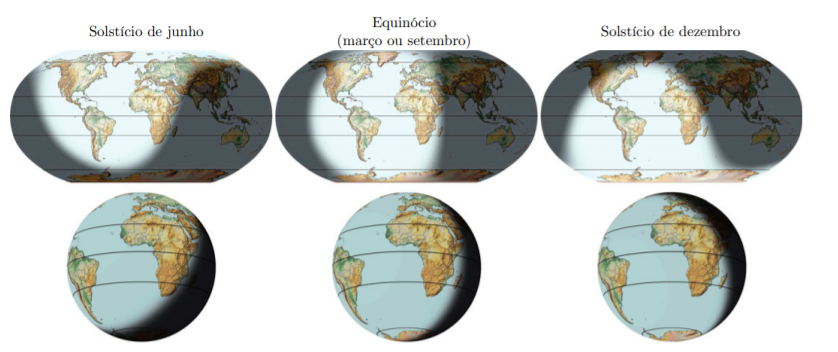 Solstício de junho
Equinócio
(março ou setembro)
Solstício de dezembro